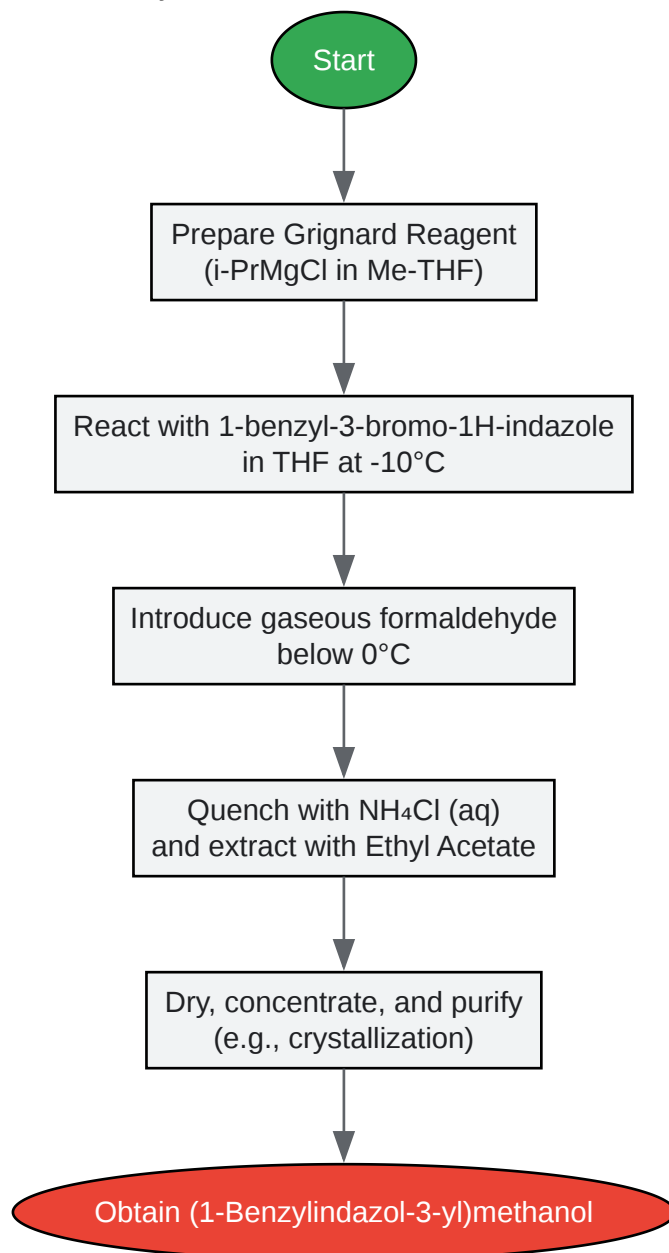 Start
Prepare Grignard Reagent
(i-PrMgCl in Me-THF)
React with 1-benzyl-3-bromo-1H-indazole
in THF at -10°C
Introduce gaseous formaldehyde
below 0°C
Quench with NH₄Cl (aq)
and extract with Ethyl Acetate
Dry, concentrate, and purify
(e.g., crystallization)
Obtain (1-Benzylindazol-3-yl)methanol